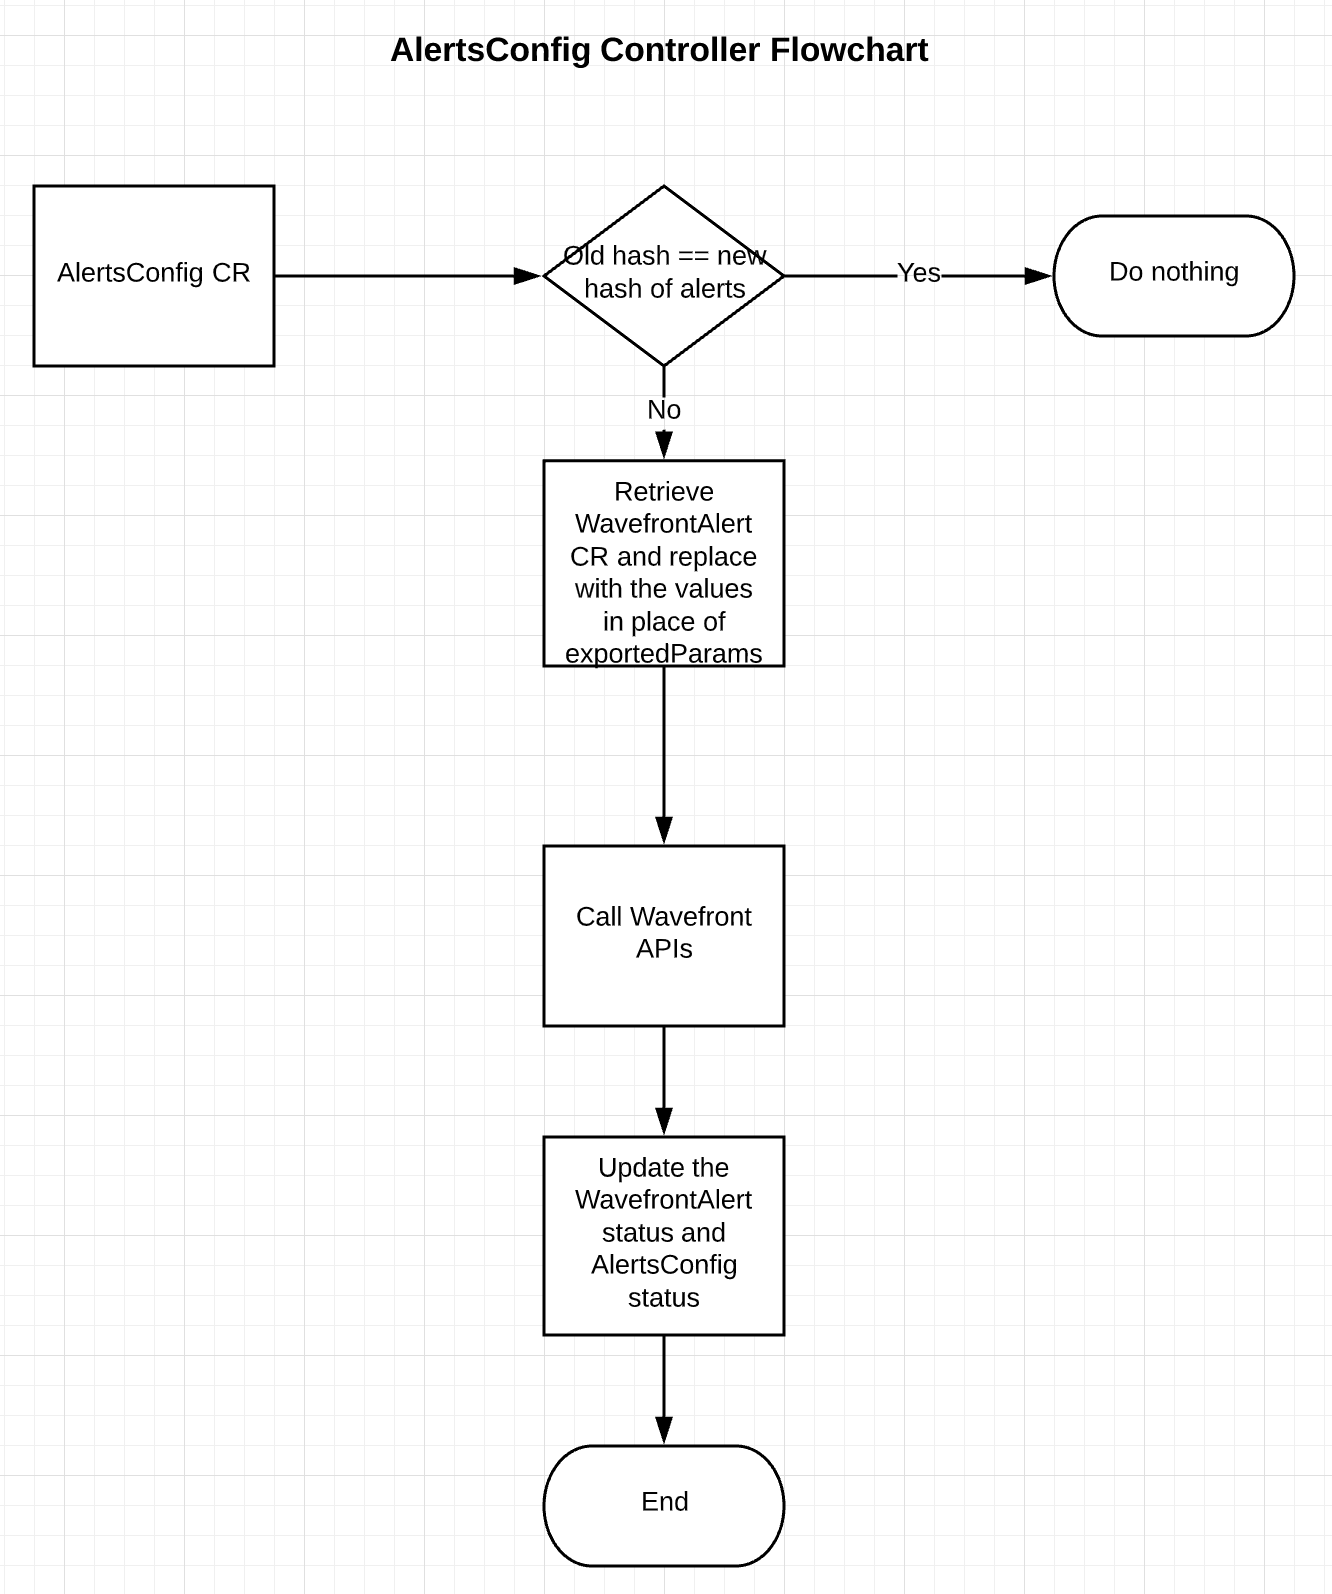 AlertsConfig Controller Flowchart
AlertsConfig CR
Old hash == new
hash of alerts
Yes
Do nothing
No
Retrieve
WavefrontAlert
CR and replace
with the values
in place of
exportedParams
Call Wavefront
APIs
Update the
WavefrontAlert
status and
AlertsConfig
status
End